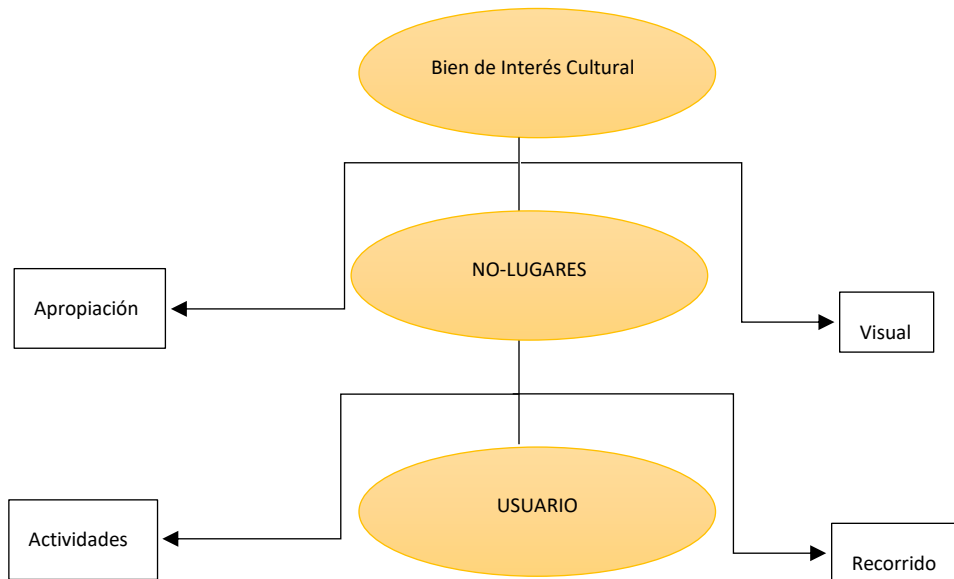 Bien de Interés Cultural
NO-LUGARES
Apropiación
Visual
USUARIO
Actividades
Recorrido